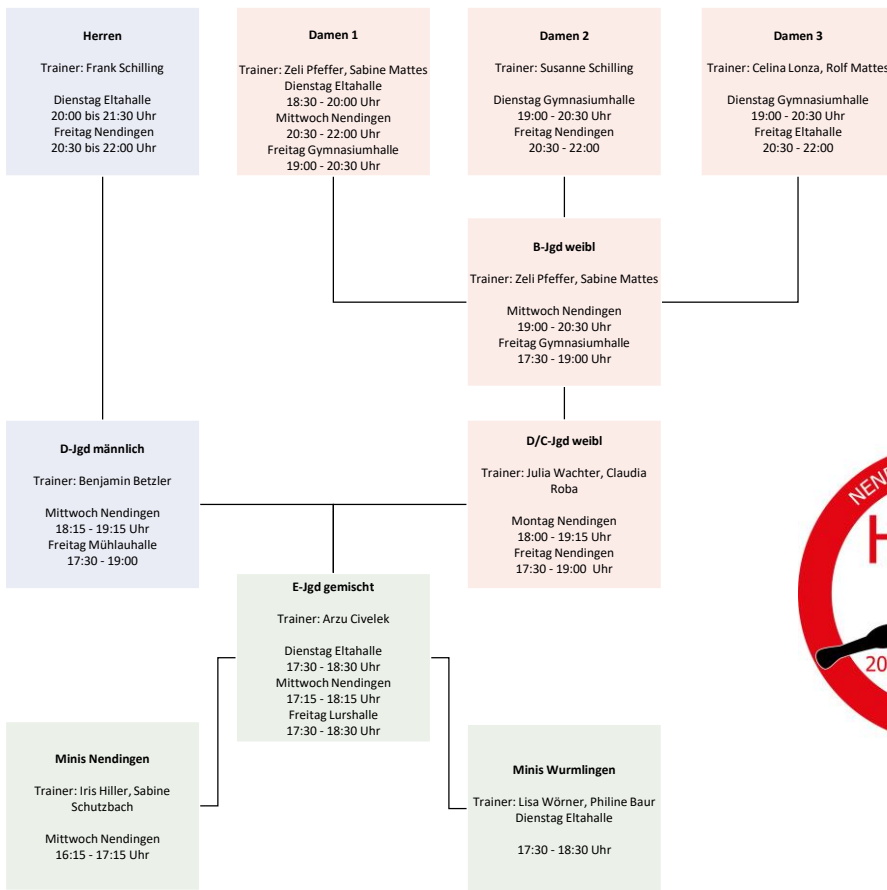 Herren
Trainer: Frank Schilling
Dienstag Eltahalle
20:00 bis 21:30 Uhr
Freitag Nendingen
20:30 bis 22:00 Uhr
Damen 1
Trainer: Zeli Pfeffer, Sabine Mattes
Dienstag Eltahalle
18:30 - 20:00 Uhr
Mittwoch Nendingen
20:30 - 22:00 Uhr
Freitag Gymnasiumhalle
19:00 - 20:30 Uhr
Damen 2
Trainer: Susanne Schilling
Dienstag Gymnasiumhalle
19:00 - 20:30 Uhr
Freitag Nendingen
20:30 - 22:00
Damen 3
Trainer: Celina Lonza, Rolf Mattes
Dienstag Gymnasiumhalle
19:00 - 20:30 Uhr
Freitag Eltahalle
20:30 - 22:00
B-Jgd weibl
Trainer: Zeli Pfeffer, Sabine Mattes
Mittwoch Nendingen
19:00 - 20:30 Uhr
Freitag Gymnasiumhalle
17:30 - 19:00 Uhr
D-Jgd männlich
Trainer: Benjamin Betzler
Mittwoch Nendingen
18:15 - 19:15 Uhr
Freitag Mühlauhalle
17:30 - 19:00
D/C-Jgd weibl
Trainer: Julia Wachter, Claudia
Roba
Montag Nendingen
18:00 - 19:15 Uhr
Freitag Nendingen
17:30 - 19:00 Uhr
E-Jgd gemischt
Trainer: Arzu Civelek
Dienstag Eltahalle
17:30 - 18:30 Uhr
Mittwoch Nendingen
17:15 - 18:15 Uhr
Freitag Lurshalle
17:30 - 18:30 Uhr
Minis Nendingen
Trainer: Iris Hiller, Sabine
Schutzbach
Mittwoch Nendingen
16:15 - 17:15 Uhr
Minis Wurmlingen
Trainer: Lisa Wörner, Philine Baur
Dienstag Eltahalle
17:30 - 18:30 Uhr